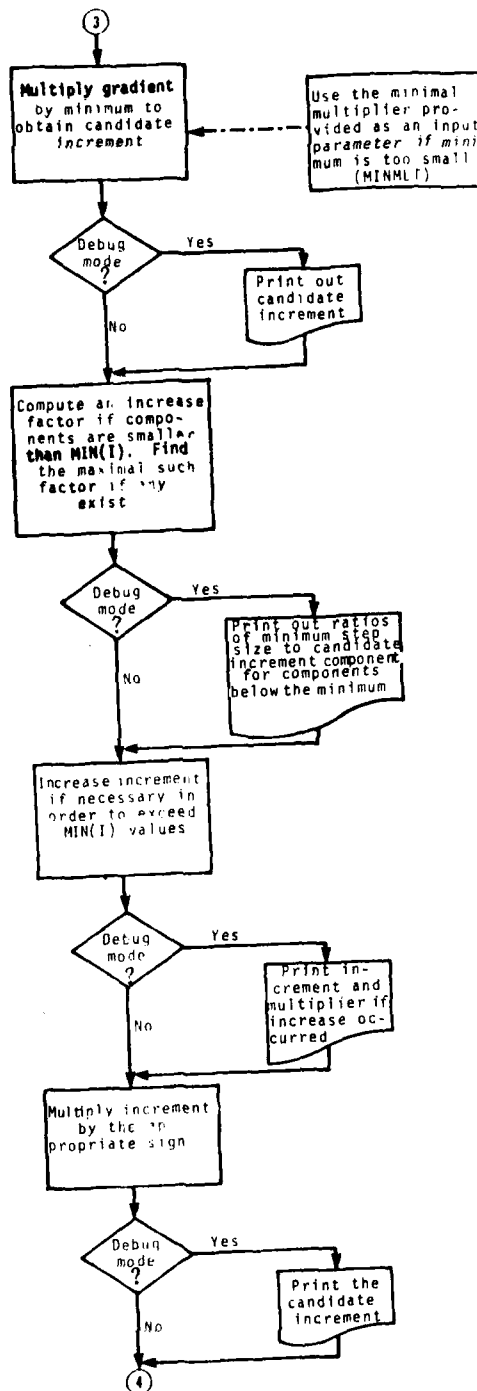 3
Multiply gradient
by minimum to
obtain candidate
increment
Use the minimal
multiplier pro-
vided as an input
parameter if mini
mum is too small
(MINMLT)
Debug
mode
?
Yes
Print out
candidate
increment
No
Compute an increase
factor if compo-
nents are smaller
than MIN(I). Find
the maximal such
factor if any
exist
Debug
mode
?
Yes
Print out ratios
of minimum step
size to candidate
increment component
for components
below the minimum
No
Increase increment
if necessary in
order to exceed
MIN(I) values
Debug
mode
?
Yes
Print in-
crement and
multiplier if
increase oc-
curred
No
Multiply increment
by the ap
propriate sign
Debug
mode
?
Yes
Print the
candidate
increment
No
4